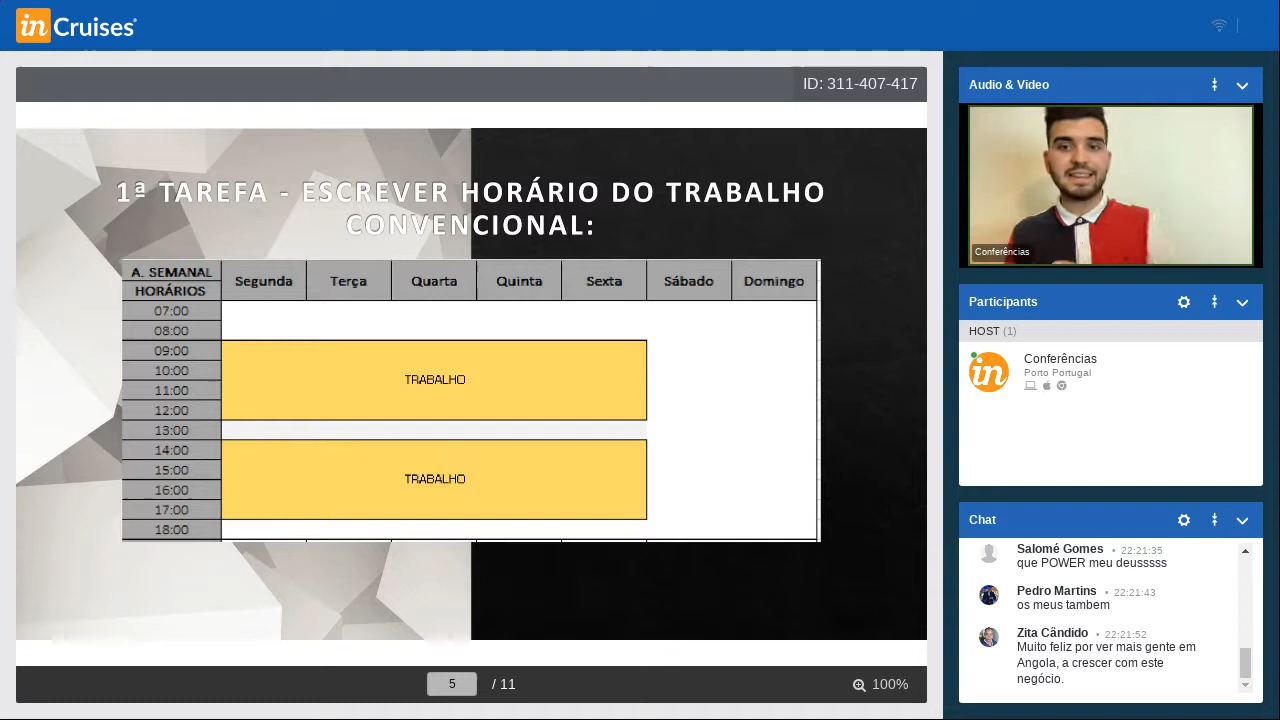 in Cruises®
ID: 311-407-417
1ª TAREFA - ESCREVER HORÁRIO DO TRABALHO
CONVENCIONAL:
A. SEMANAL
HORÁRIOS
Segunda Terça Quarta Quinta Sexta Sábado Domingo
07:00
08:00
09:00
10:00
11:00
12:00
TRABALHO
13:00
14:00
15:00
16:00
17:00
TRABALHO
18:00
5 / 11
100%
Audio & Video
Conferências
Participants
HOST (1)
in
Conferências
Porto Portugal
Chat
Salomé Gomes • 22:21:35
que POWER meu deusssss
Pedro Martins • 22:21:43
os meus tambem
Zita Cândido • 22:21:52
Muito feliz por ver mais gente em
Angola, a crescer com este
negócio.